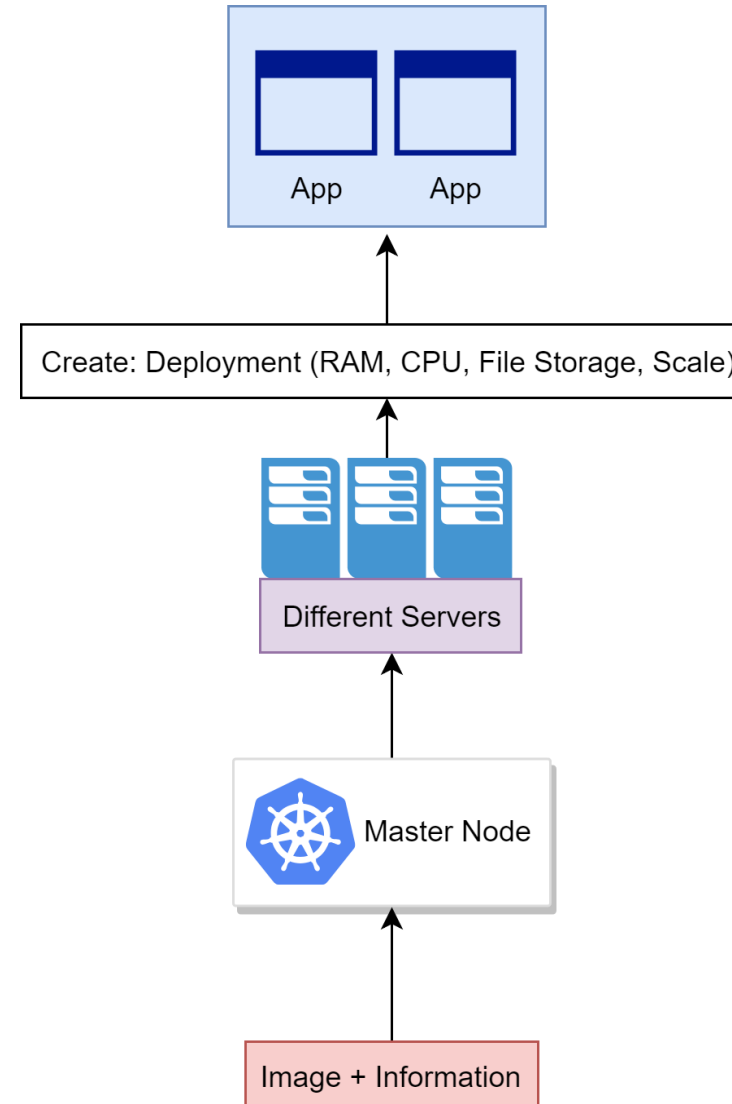 App App
Create: Deployment (RAM, CPU, File Storage, Scale)
Different Servers
Master Node
Image + Information